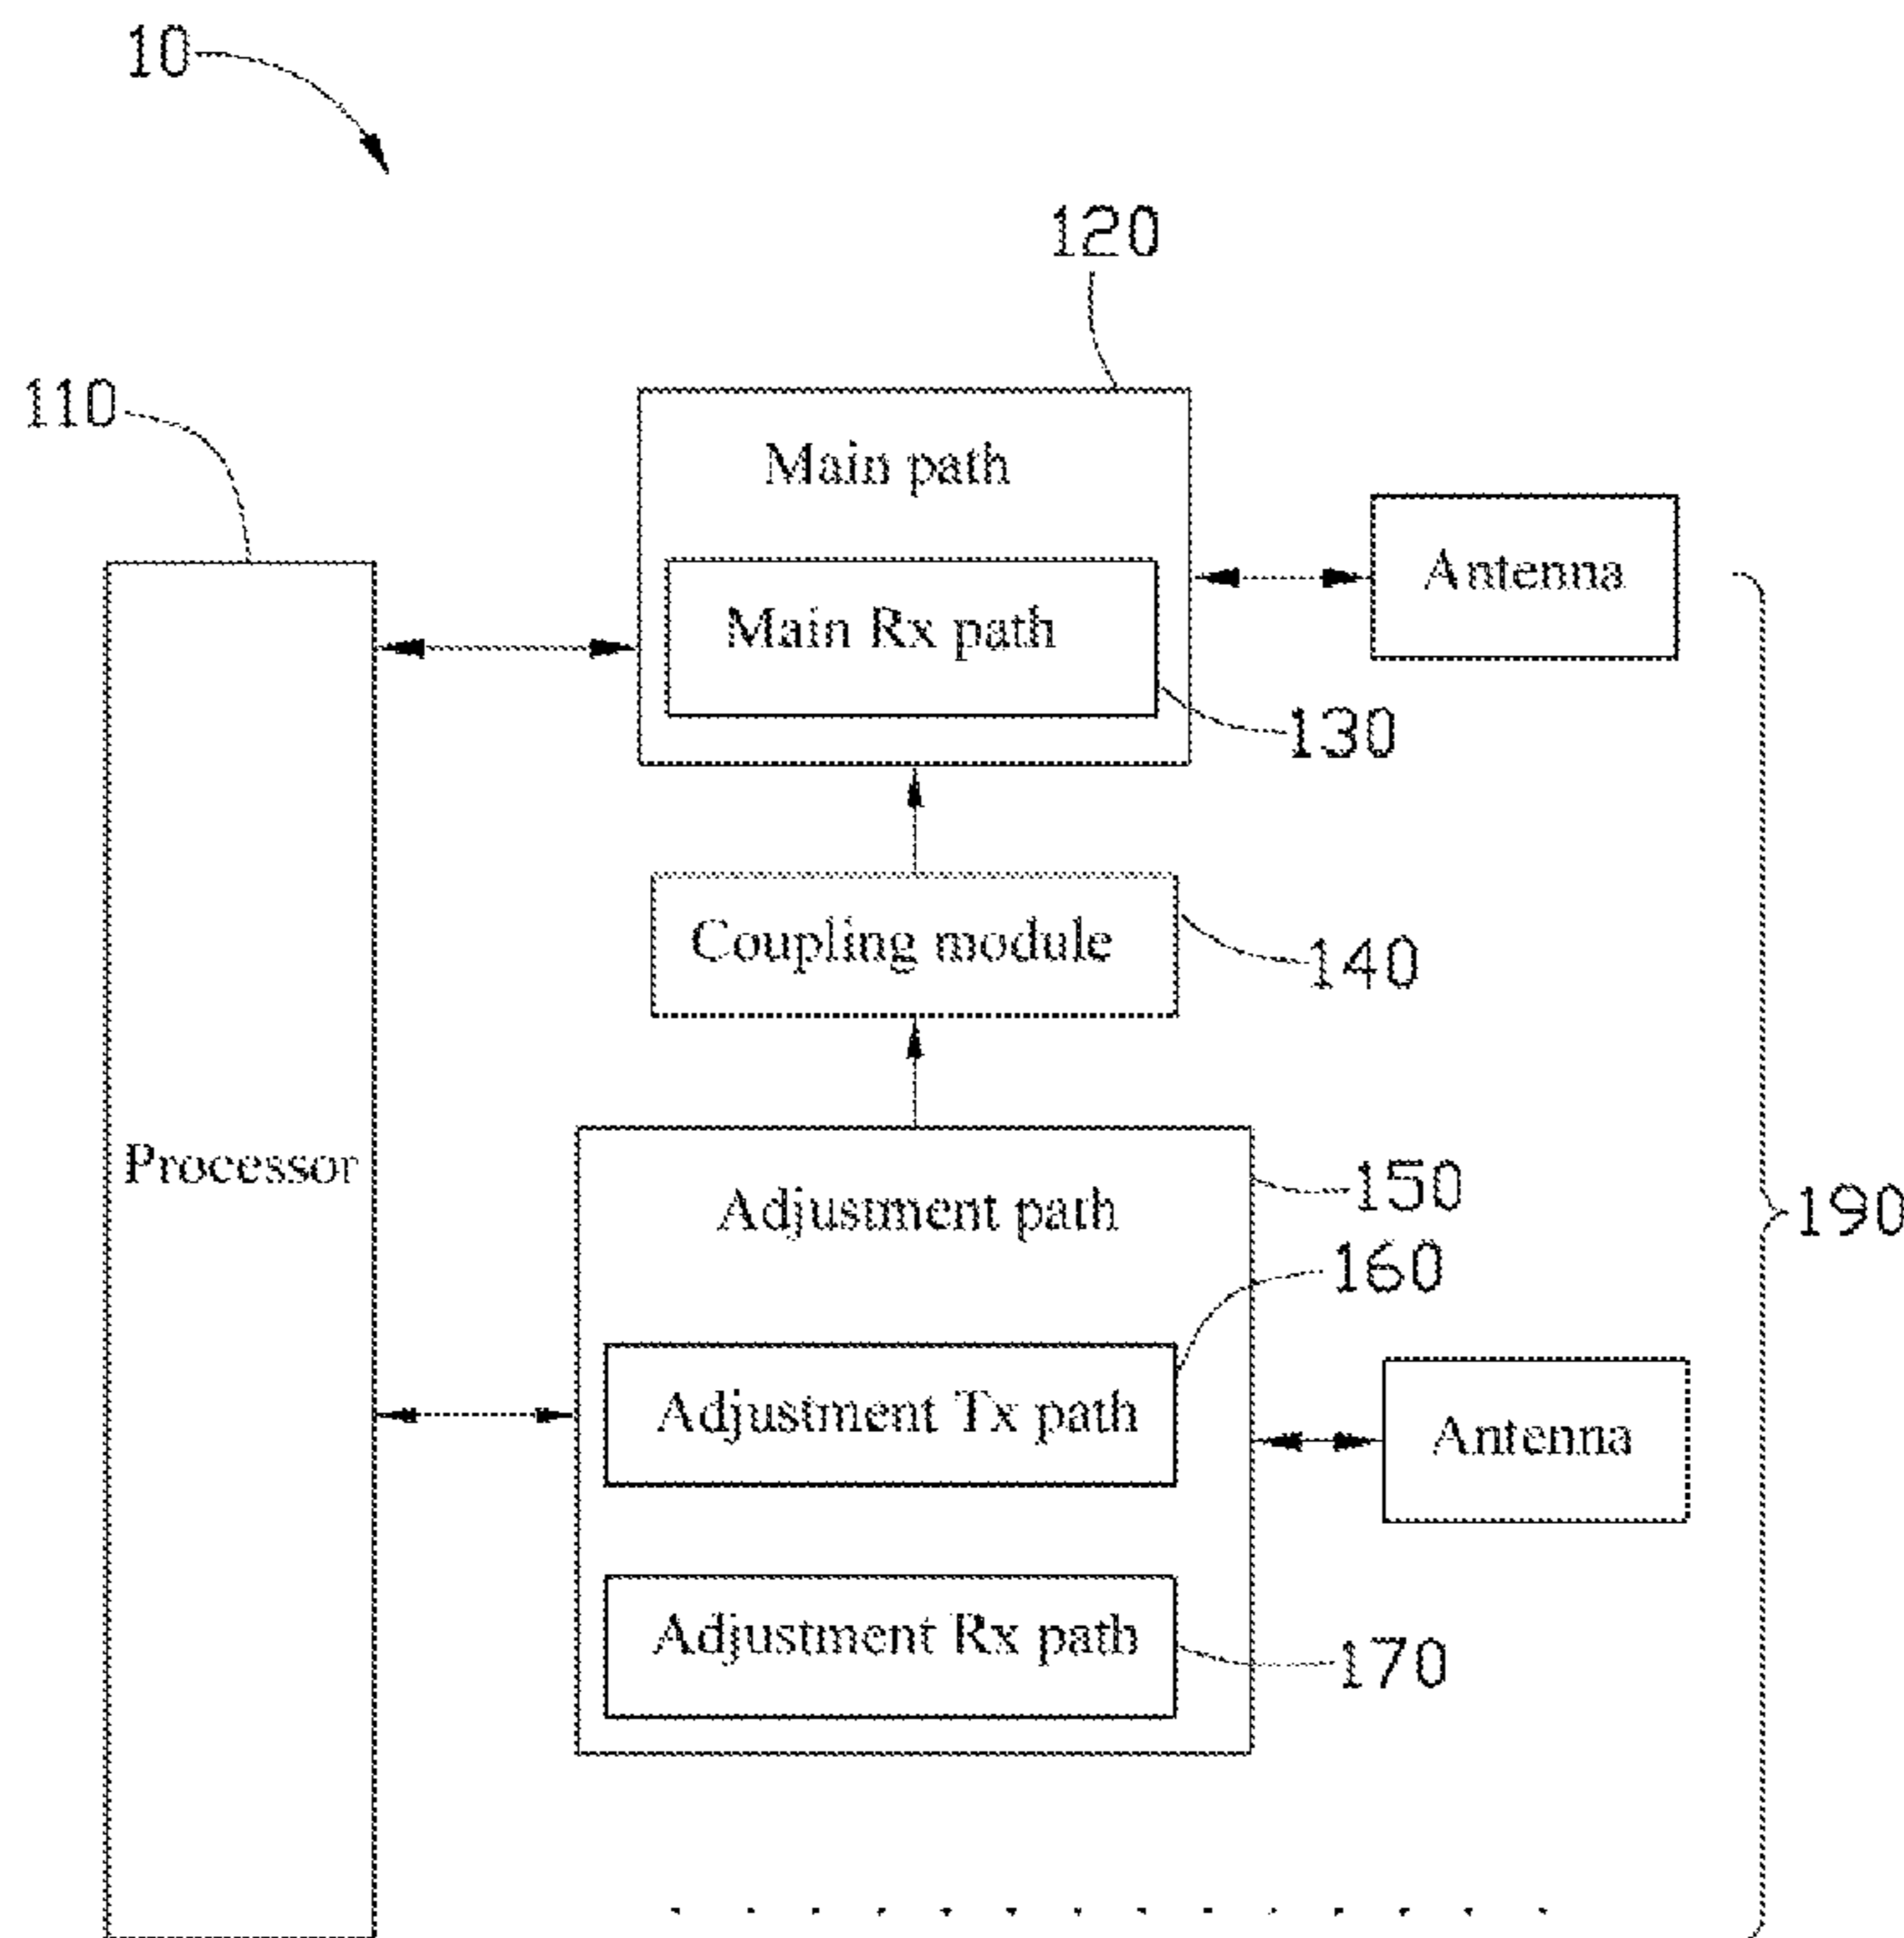 10
120
110
Main path
Antenna
Main Rx path
130
Coupling module
140
Processor
Adjustment path
150
190
160
Adjustment Tx path
Antenna
Adjustment Rx path
170